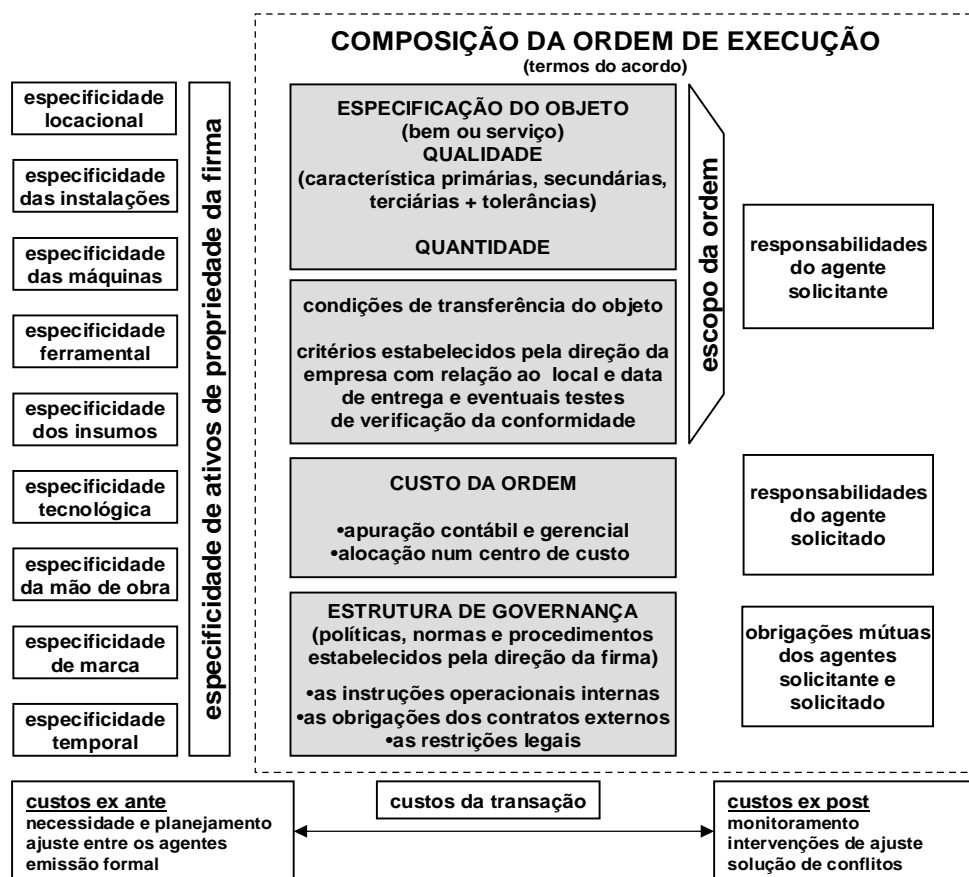 COMPOSIÇÃO DA ORDEM DE EXECUÇÃO
(termos do acordo)
especificidade
locacional
especificidade
das instalações
especificidade
das máquinas
especificidade
ferramental
especificidade
dos insumos
especificidade
tecnológica
especificidade
da mão de obra
especificidade
de marca
especificidade
temporal
especificidade de ativos de propriedade da firma
ESPECIFICAÇÃO DO OBJETO
(bem ou serviço)
QUALIDADE
(característica primárias, secundárias,
terciárias + tolerâncias)
QUANTIDADE
condições de transferência do objeto
critérios estabelecidos pela direção da
empresa com relação ao local e data
de entrega e eventuais testes
de verificação da conformidade
escopo da ordem
responsabilidades
do agente
solicitante
CUSTO DA ORDEM
•apuração contábil e gerencial
•alocação num centro de custo
responsabilidades
do agente
solicitado
ESTRUTURA DE GOVERNANÇA
(políticas, normas e procedimentos
estabelecidos pela direção da firma)
•as instruções operacionais internas
•as obrigações dos contratos externos
•as restrições legais
obrigações mútuas
dos agentes
solicitante e
solicitado
custos ex ante
necessidade e planejamento
ajuste entre os agentes
emissão formal
custos da transação
custos ex post
monitoramento
intervenções de ajuste
solução de conflitos